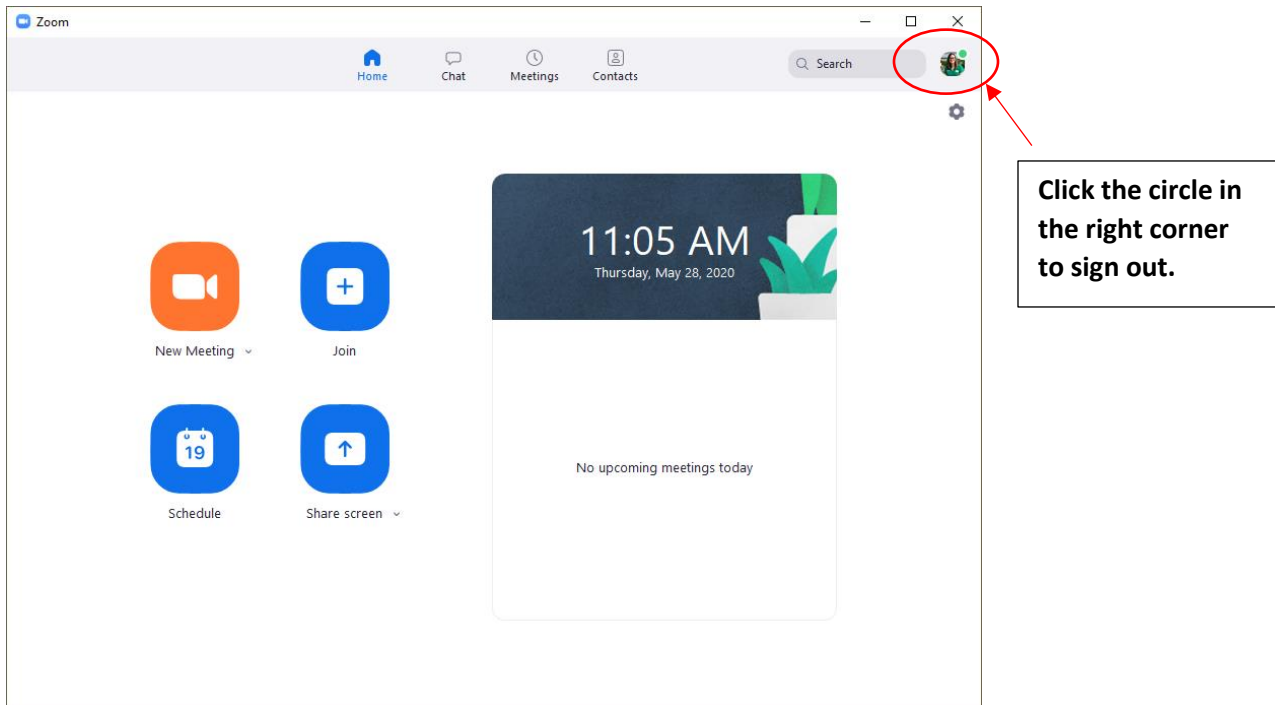 Zoom
Home
Chat
Meetings
Contacts
Search
11:05 AM
Thursday, May 28, 2020
New Meeting
Join
19
Schedule
Share screen
No upcoming meetings today
Click the circle in
the right corner
to sign out.